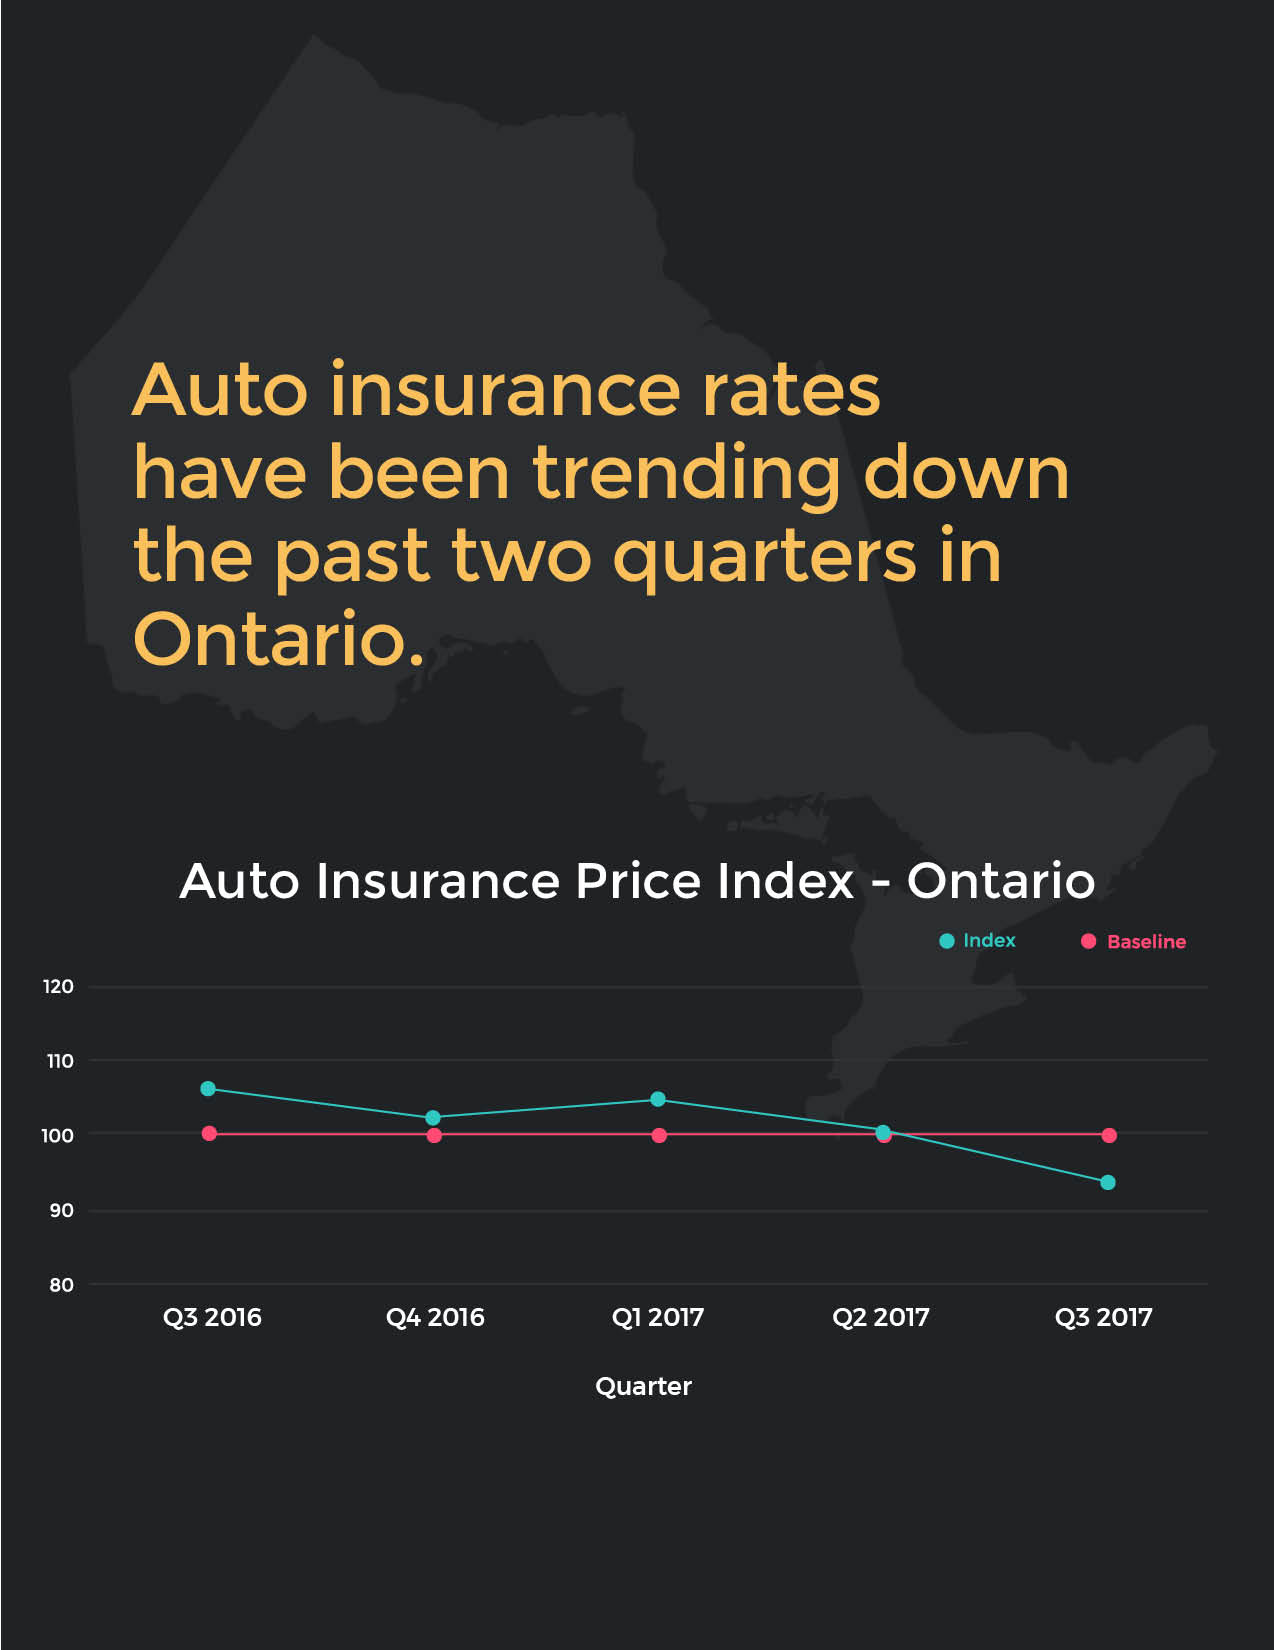 Auto insurance rates
have been trending down
the past two quarters in
Ontario.
Auto Insurance Price Index - Ontario
Index Baseline
120
110
100
90
80
Q3 2016 Q4 2016 Q1 2017 Q2 2017 Q3 2017
Quarter